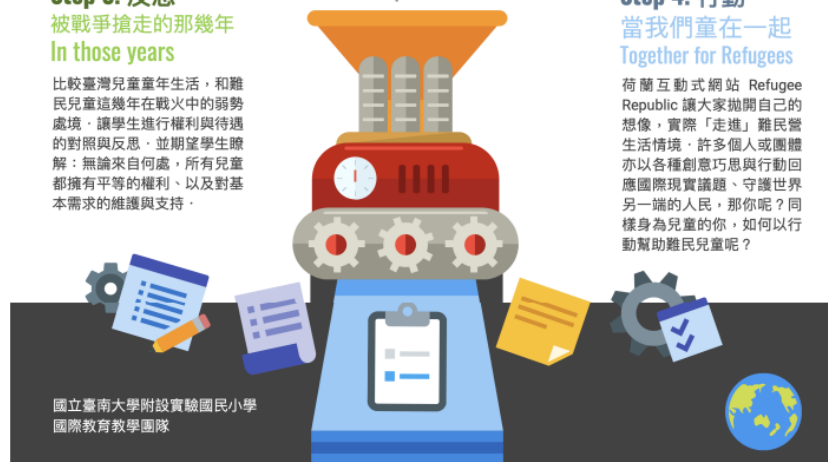 Step 3. 反思
被戰爭搶走的那幾年
In those years
比較臺灣兒童童年生活，和難
民兒童這幾年在戰火中的弱勢
處境．讓學生進行權利與待遇
的對照與反思．並期望學生瞭
解：無論來自何處，所有兒童
都擁有平等的權利、以及對基
本需求的維護與支持．
Step 4. 行動
當我們童在一起
Together for Refugees
荷蘭互動式網站 Refugee
Republic 讓大家拋開自己的
想像，實際「走進」難民營
生活情境．許多個人或團體
亦以各種創意巧思與行動回
應國際現實議題、守護世界
另一端的人民，那你呢？同
樣身為兒童的你，如何以行
動幫助難民兒童呢？
國立臺南大學附設實驗國民小學
國際教育教學團隊